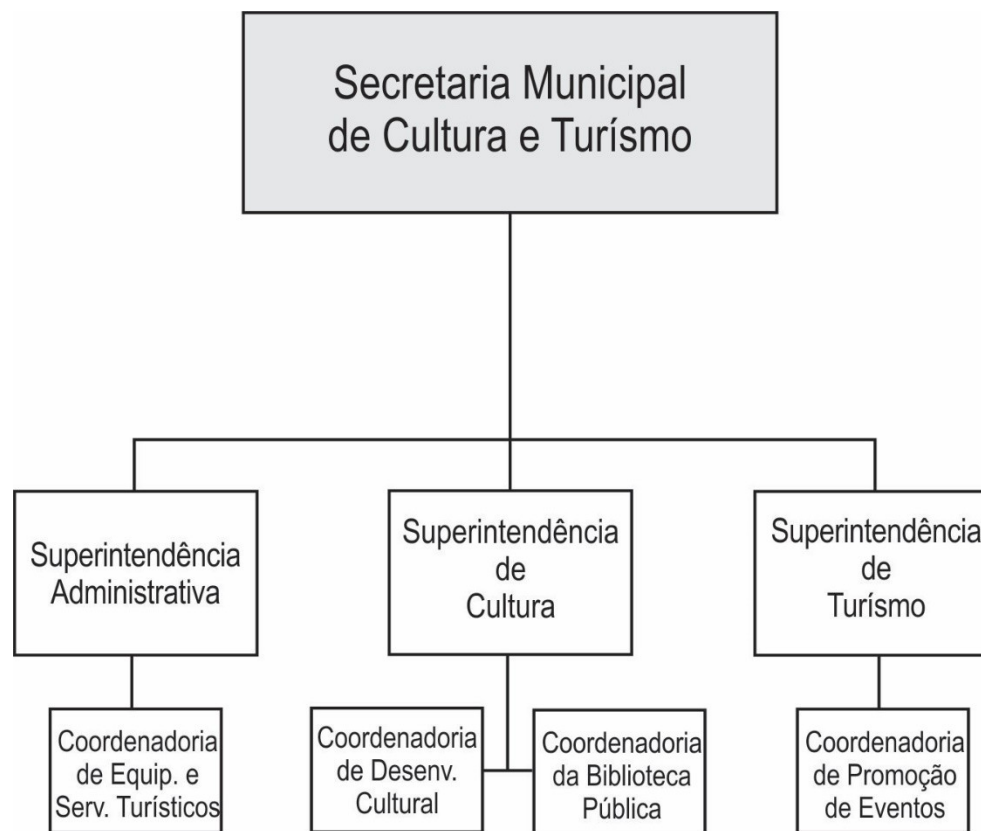 Secretaria Municipal
de Cultura e Turísmo
Superintendência
Administrativa
Superintendência
de
Cultura
Superintendência
de
Turísmo
Coordenadoria
de Equip. e
Serv. Turísticos
Coordenadoria
de Desenv.
Cultural
Coordenadoria
da Biblioteca
Pública
Coordenadoria
de Promoção
de Eventos